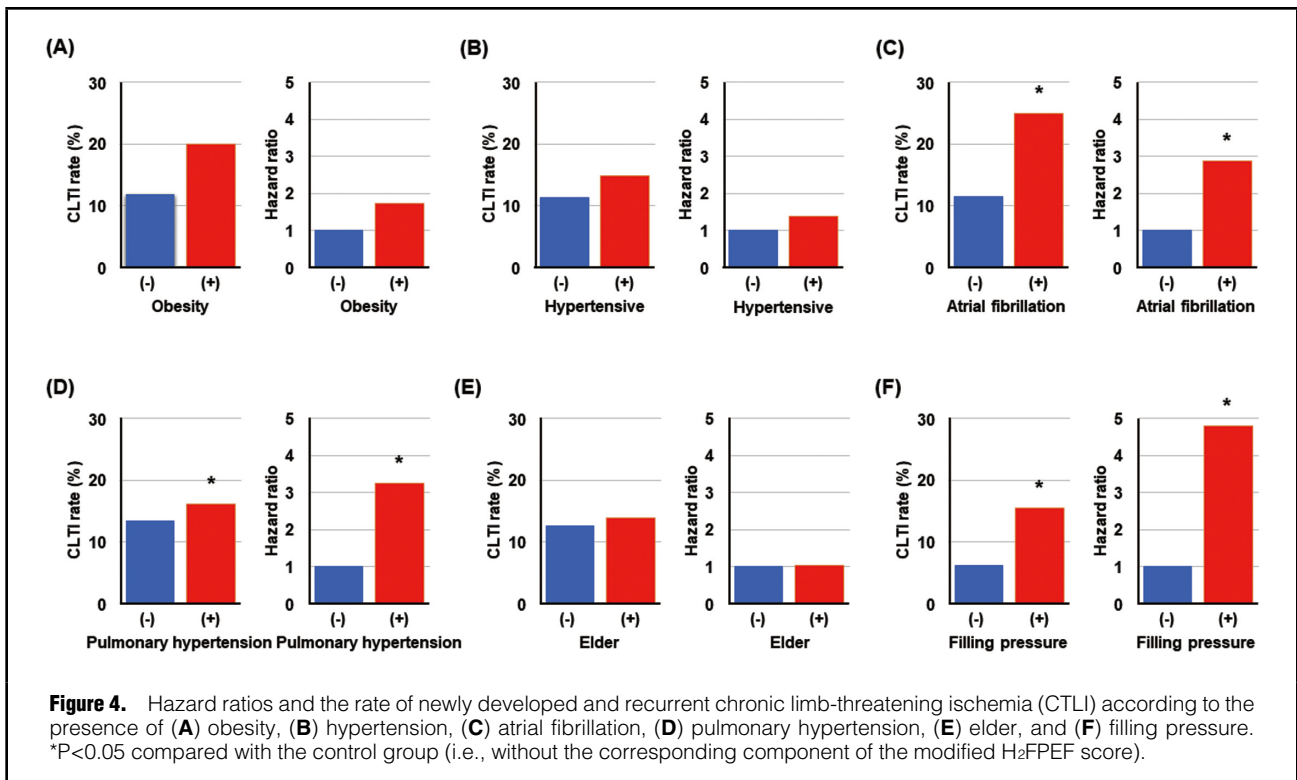 (A)
(B)
(C)
30
20
10
0
CLTI rate (%)
(-) (+)
Obesity
5
4
3
2
1
0
Hazard ratio
(-) (+)
Obesity
30
20
10
0
CLTI rate (%)
(-) (+)
Hypertensive
5
4
3
2
1
0
Hazard ratio
(-) (+)
Hypertensive
30
20
10
0
CLTI rate (%)
*
(-) (+)
Atrial fibrillation
5
4
3
2
1
0
Hazard ratio
*
(-) (+)
Atrial fibrillation
(D)
(E)
(F)
30
20
10
0
CLTI rate (%)
*
(-) (+)
Pulmonary hypertension
5
4
3
2
1
0
Hazard ratio
*
(-) (+)
Pulmonary hypertension
30
20
10
0
CLTI rate (%)
(-) (+)
Elder
5
4
3
2
1
0
Hazard ratio
(-) (+)
Elder
30
20
10
0
CLTI rate (%)
*
(-) (+)
Filling pressure
5
4
3
2
1
0
Hazard ratio
*
(-) (+)
Filling pressure
Figure 4. Hazard ratios and the rate of newly developed and recurrent chronic limb-threatening ischemia (CTLI) according to the
presence of (A) obesity, (B) hypertension, (C) atrial fibrillation, (D) pulmonary hypertension, (E) elder, and (F) filling pressure.
*P<0.05 compared with the control group (i.e., without the corresponding component of the modified H₂FPEF score).